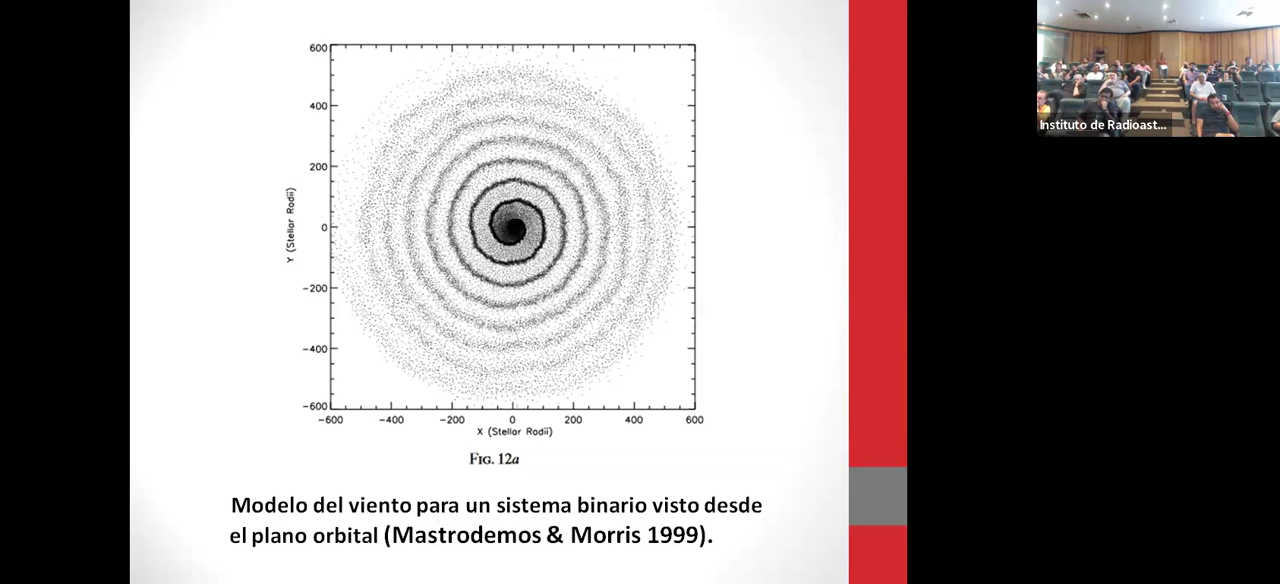 600
400
200
0
−200
−400
−600
Y (Stellar Radii)
−600 −400 −200 0 200 400 600
X (Stellar Radii)
FIG. 12a
Modelo del viento para un sistema binario visto desde
el plano orbital (Mastrodemos & Morris 1999).
Instituto de Radioast...